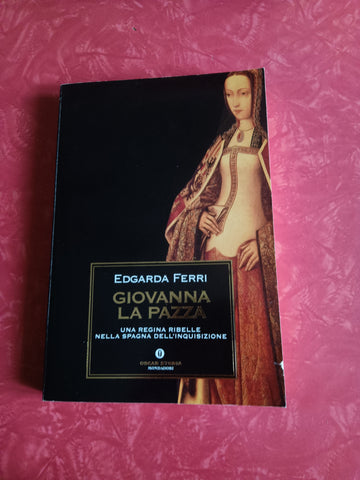 EDGARDA FERRI
GIOVANNA
LA PAZZA
UNA REGINA RIBELLE
NELLA SPAGNA DELL'INQUISIZIONE
OSCAR STORIA
MONDADORI